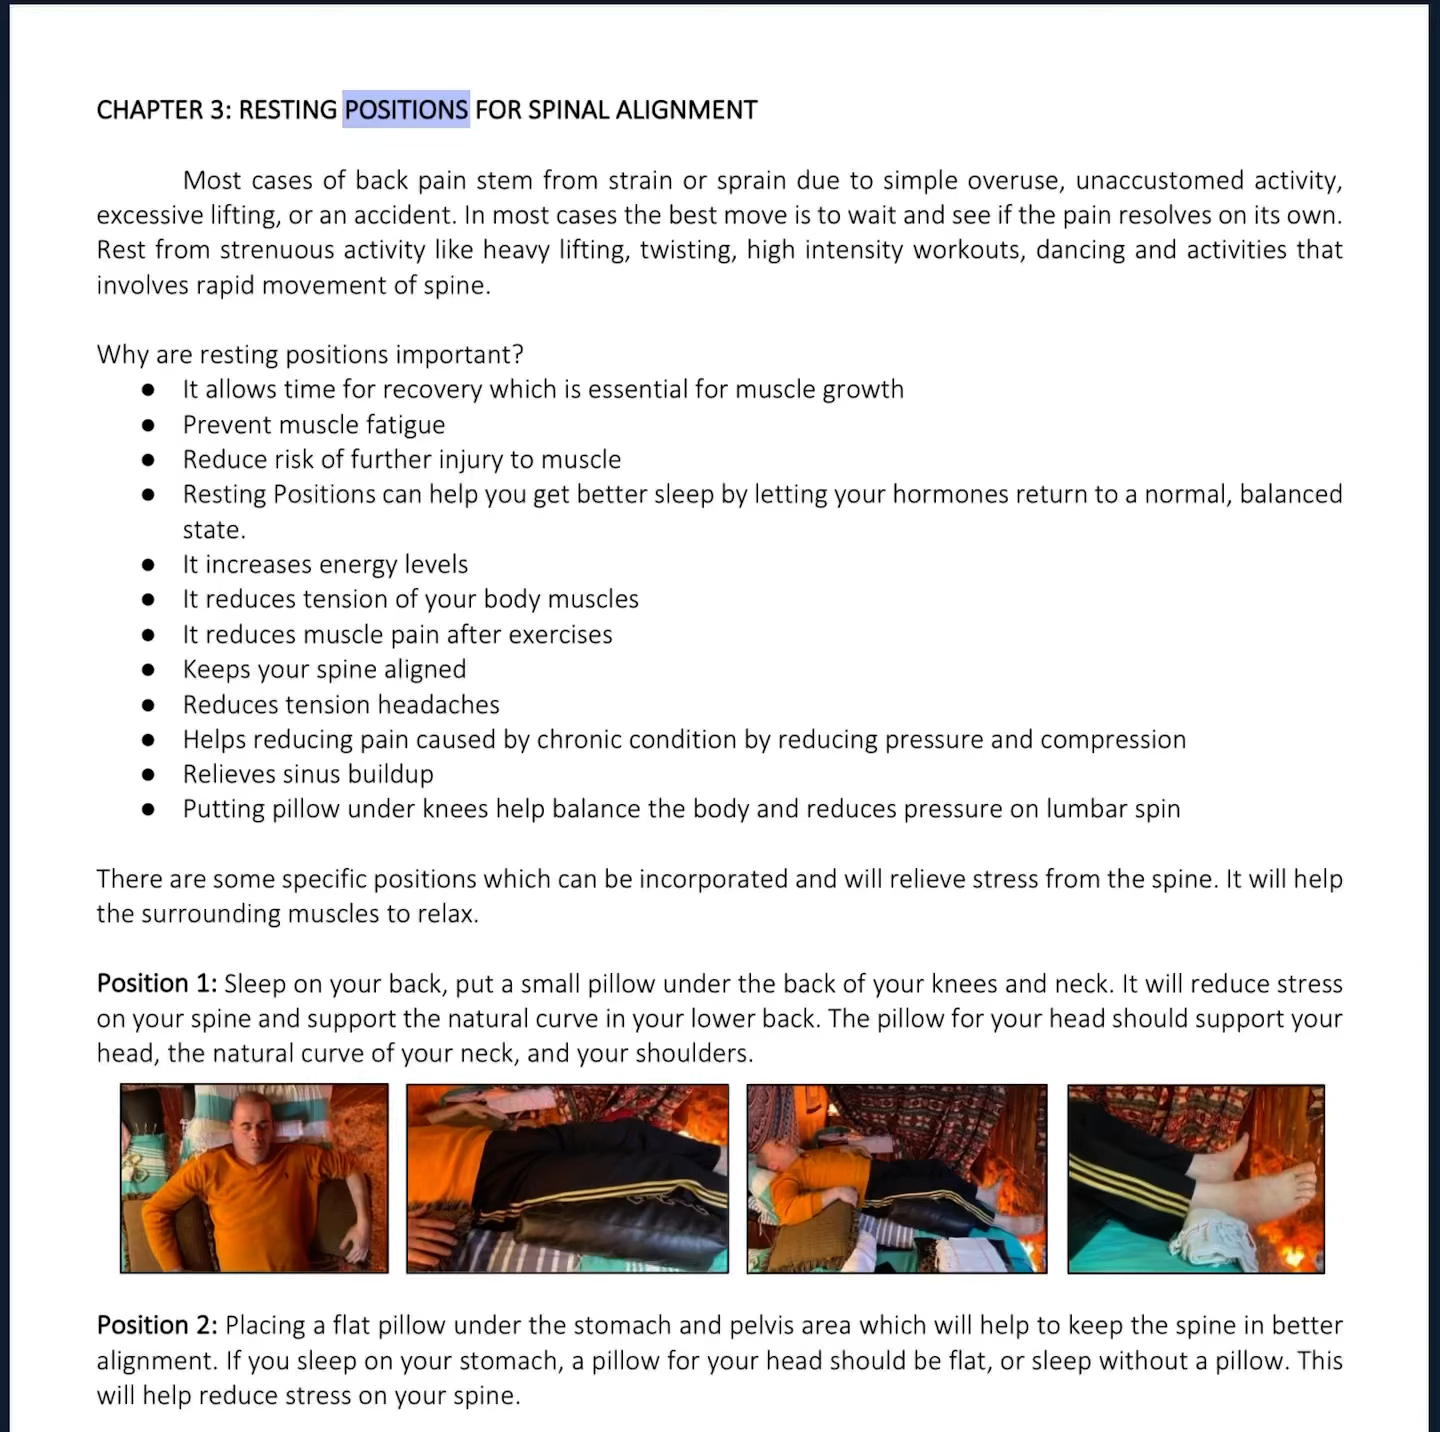 CHAPTER 3: RESTING POSITIONS FOR SPINAL ALIGNMENT
Most cases of back pain stem from strain or sprain due to simple overuse, unaccustomed activity,
excessive lifting, or an accident. In most cases the best move is to wait and see if the pain resolves on its own.
Rest from strenuous activity like heavy lifting, twisting, high intensity workouts, dancing and activities that
involves rapid movement of spine.
Why are resting positions important?
● It allows time for recovery which is essential for muscle growth
● Prevent muscle fatigue
● Reduce risk of further injury to muscle
● Resting Positions can help you get better sleep by letting your hormones return to a normal, balanced
state.
● It increases energy levels
● It reduces tension of your body muscles
● It reduces muscle pain after exercises
● Keeps your spine aligned
● Reduces tension headaches
● Helps reducing pain caused by chronic condition by reducing pressure and compression
● Relieves sinus buildup
● Putting pillow under knees help balance the body and reduces pressure on lumbar spin
There are some specific positions which can be incorporated and will relieve stress from the spine. It will help
the surrounding muscles to relax.
Position 1: Sleep on your back, put a small pillow under the back of your knees and neck. It will reduce stress
on your spine and support the natural curve in your lower back. The pillow for your head should support your
head, the natural curve of your neck, and your shoulders.
Position 2: Placing a flat pillow under the stomach and pelvis area which will help to keep the spine in better
alignment. If you sleep on your stomach, a pillow for your head should be flat, or sleep without a pillow. This
will help reduce stress on your spine.